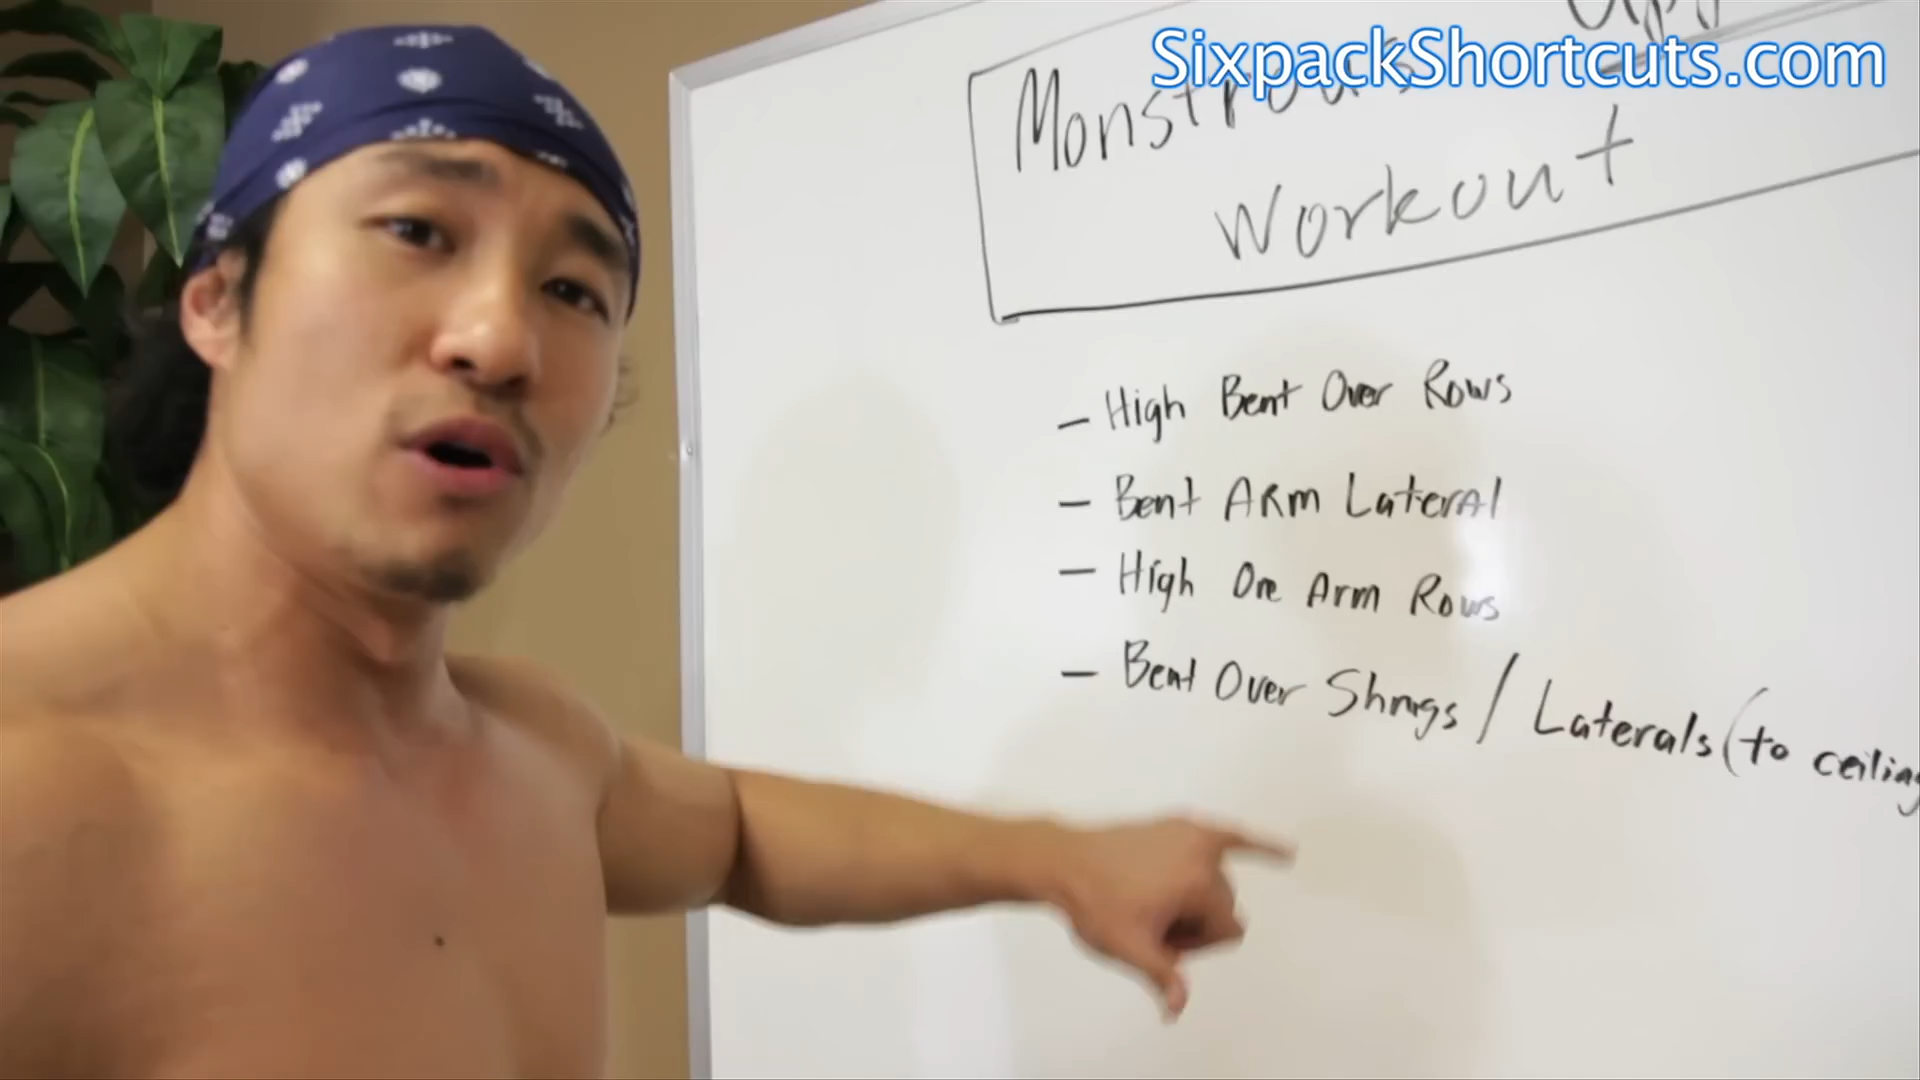 SixpackShortcuts.com
Monstrous
Workout
- High Bent Over Rows
- Bent Arm Lateral
- High One Arm Rows
- Bent Over Shrugs / Laterals (to ceiling